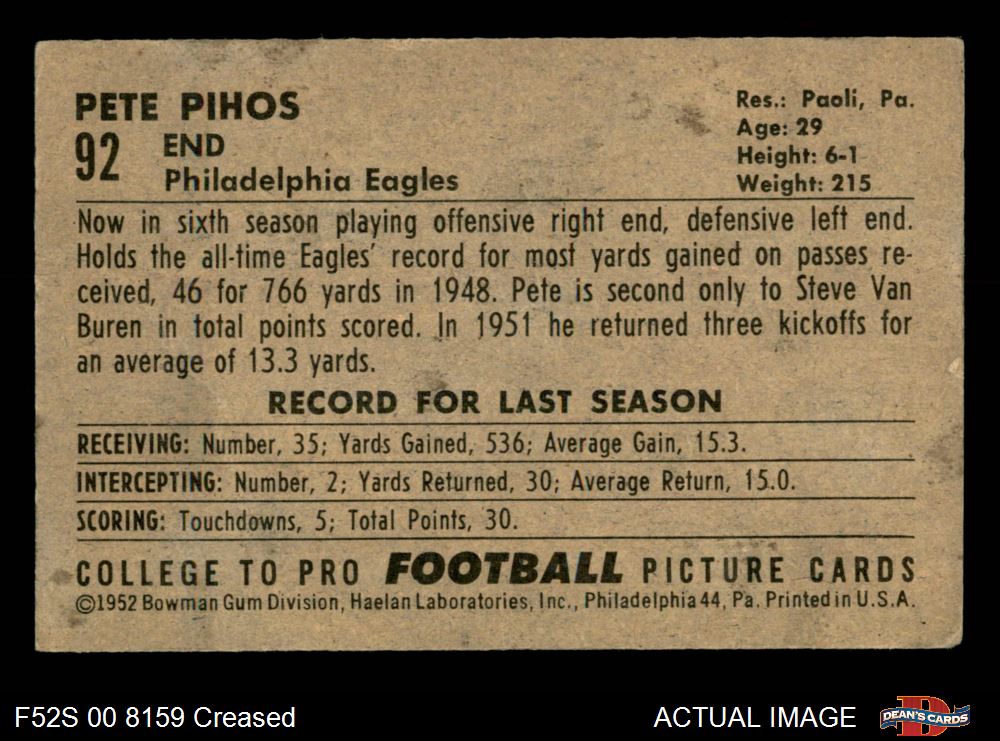 PETE PIHOS
92 END
Philadelphia Eagles
Res.: Paoli, Pa.
Age: 29
Height: 6-1
Weight: 215
Now in sixth season playing offensive right end, defensive left end.
Holds the all-time Eagles' record for most yards gained on passes re-
ceived, 46 for 766 yards in 1948. Pete is second only to Steve Van
Buren in total points scored. In 1951 he returned three kickoffs for
an average of 13.3 yards.
RECORD FOR LAST SEASON
RECEIVING: Number, 35; Yards Gained, 536; Average Gain, 15.3.
INTERCEPTING: Number, 2; Yards Returned, 30; Average Return, 15.0.
SCORING: Touchdowns, 5; Total Points, 30.
COLLEGE TO PRO FOOTBALL PICTURE CARDS
©1952 Bowman Gum Division, Haelan Laboratories, Inc., Philadelphia 44, Pa. Printed in U.S.A.
F52S 00 8159 Creased
ACTUAL IMAGE
DEAN'S CARDS